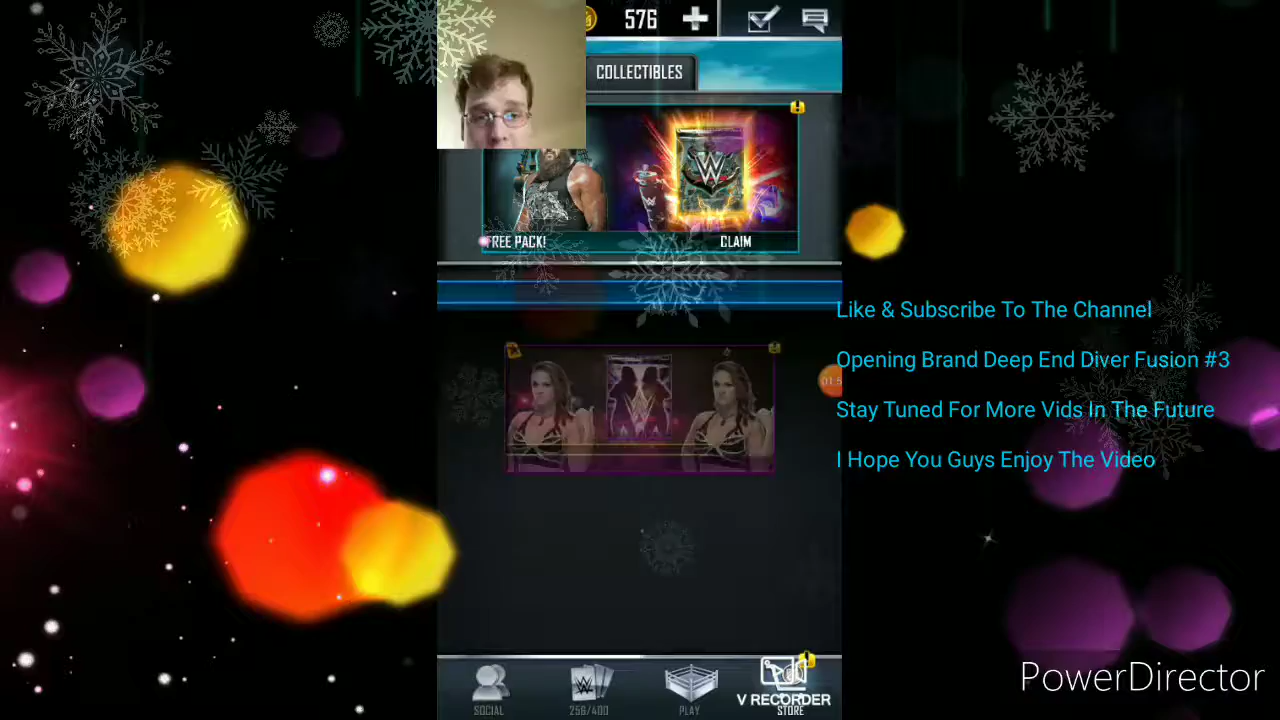 576
COLLECTIBLES
FREE PACK!
CLAIM
01:5
Like & Subscribe To The Channel
Opening Brand Deep End Diver Fusion #3
Stay Tuned For More Vids In The Future
I Hope You Guys Enjoy The Video
V RECORDER
SOCIAL
256/400
PLAY
STORE
PowerDirector